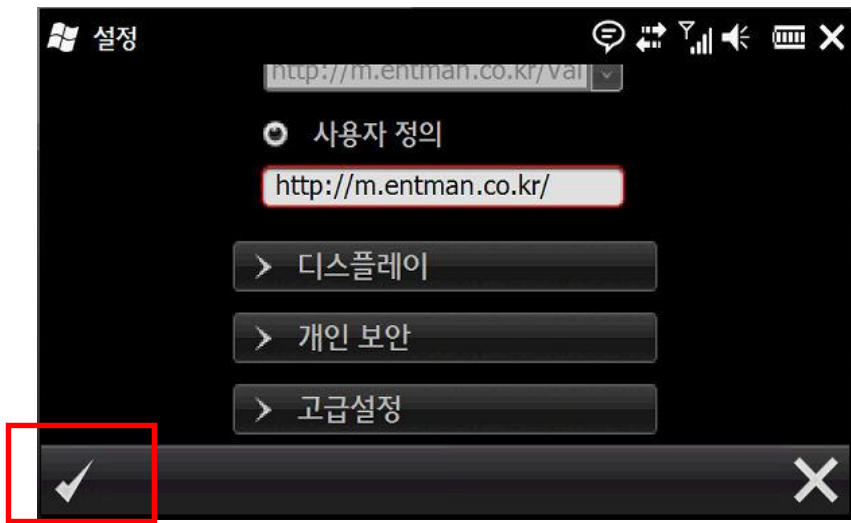 설정
http://m.entman.co.kr/Val
사용자 정의
http://m.entman.co.kr/
디스플레이
개인 보안
고급설정